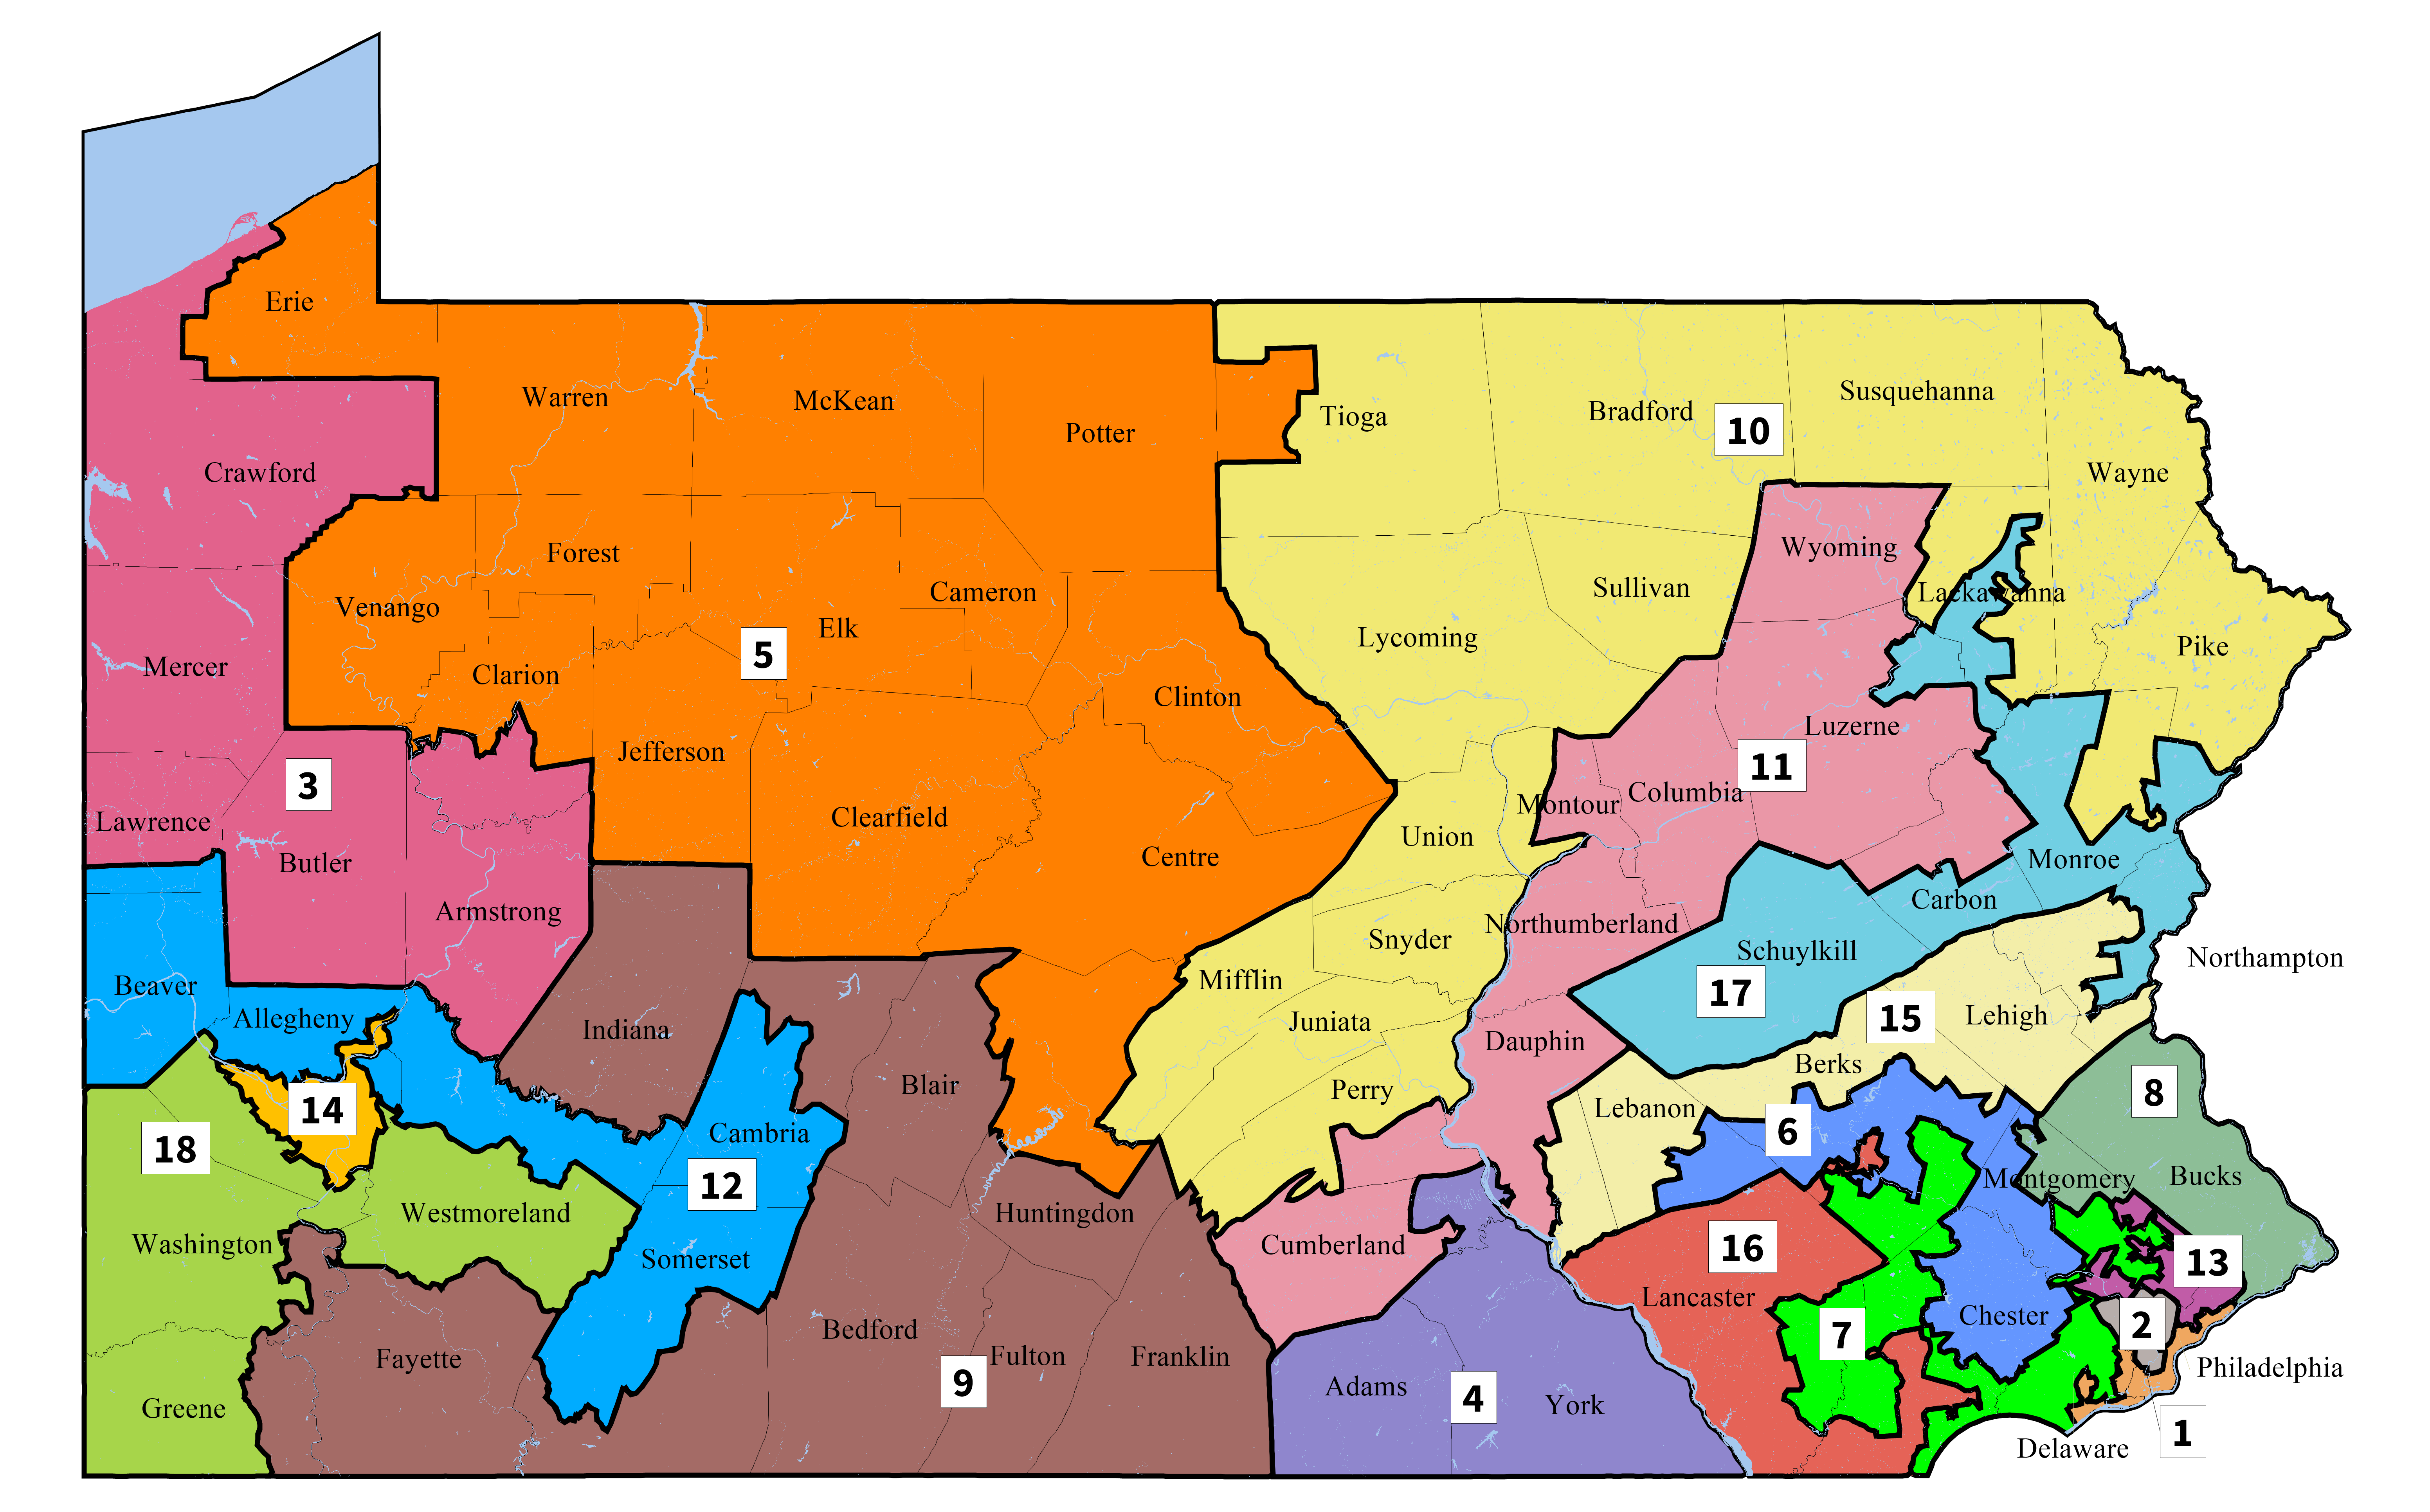 Erie
Warren
McKean
Potter
Tioga
Bradford
10
Susquehanna
Wayne
Crawford
Forest
Venango
Cameron
Elk
5
Clarion
Clinton
Jefferson
Clearfield
Centre
Lycoming
Sullivan
Wyoming
Lackawanna
Pike
Mercer
3
Lawrence
Butler
Armstrong
Luzerne
11
Montour
Columbia
Union
Monroe
Carbon
Northumberland
Snyder
Schuylkill
17
Northampton
Mifflin
Juniata
Dauphin
15
Lehigh
Berks
Perry
Lebanon
8
Beaver
Allegheny
Indiana
Blair
14
18
Cambria
12
Westmoreland
Huntingdon
Washington
Somerset
Cumberland
6
Montgomery
Bucks
16
13
Lancaster
Chester
2
7
Bedford
Fulton
Franklin
Fayette
9
Adams
4
York
Philadelphia
Greene
1
Delaware